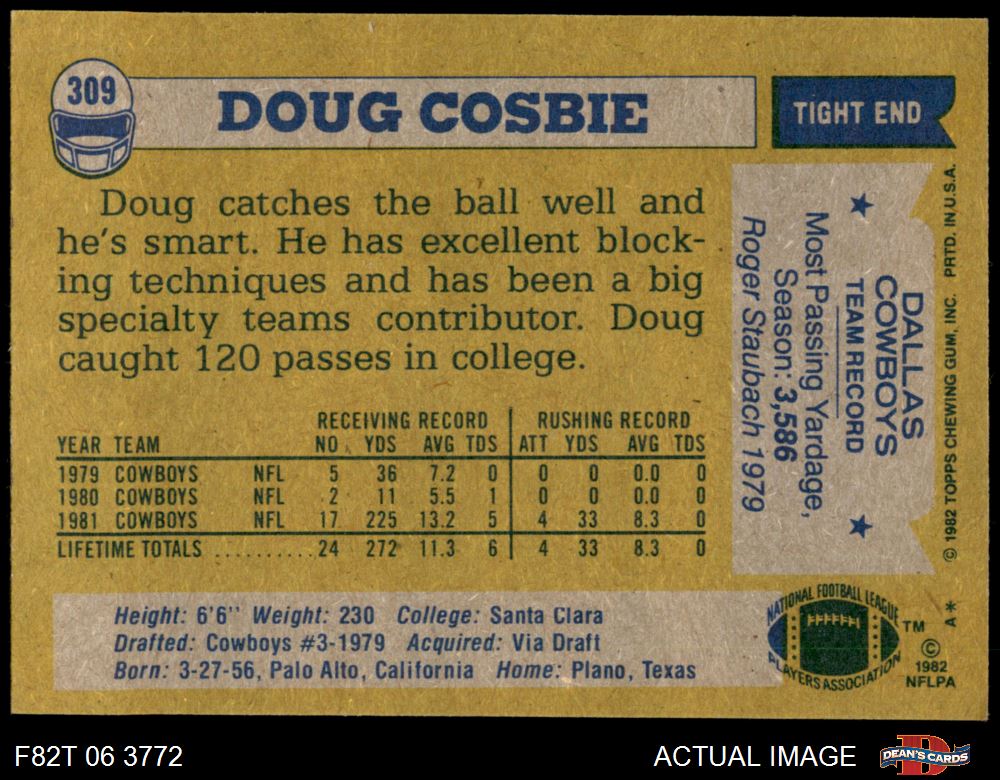 309
DOUG COSBIE
TIGHT END
Doug catches the ball well and
he's smart. He has excellent block-
ing techniques and has been a big
specialty teams contributor. Doug
caught 120 passes in college.
RECEIVING RECORD RUSHING RECORD
YEAR TEAM NO YDS AVG TDS ATT YDS AVG TDS
1979 COWBOYS NFL 5 36 7.2 0 0 0 0.0 0
1980 COWBOYS NFL 2 11 5.5 1 0 0 0.0 0
1981 COWBOYS NFL 17 225 13.2 5 4 33 8.3 0
LIFETIME TOTALS ..........24 272 11.3 6 4 33 8.3 0
Height: 6'6" Weight: 230 College: Santa Clara
Drafted: Cowboys #3-1979 Acquired: Via Draft
Born: 3-27-56, Palo Alto, California Home: Plano, Texas
DALLAS
COWBOYS
TEAM RECORD
★ Most Passing Yardage, ★
Season: 3,586
Roger Staubach 1979
© 1982 TOPPS CHEWING GUM, INC. PRTD. IN U.S.A.
A*
NATIONAL FOOTBALL LEAGUE
PLAYERS ASSOCIATION
TM
©
1982
NFLPA
F82T 06 3772
ACTUAL IMAGE
DEAN'S CARDS